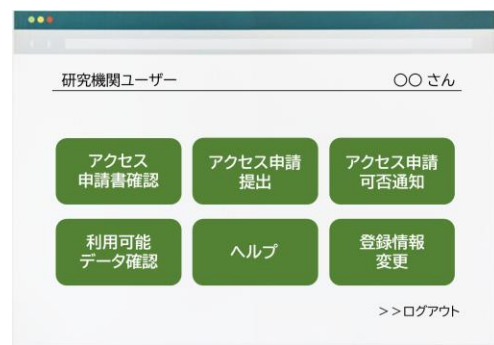 研究機関ユーザー
〇〇 さん
アクセス
申請書確認
アクセス申請
提出
アクセス申請
可否通知
利用可能
データ確認
ヘルプ
登録情報
変更
>>ログアウト